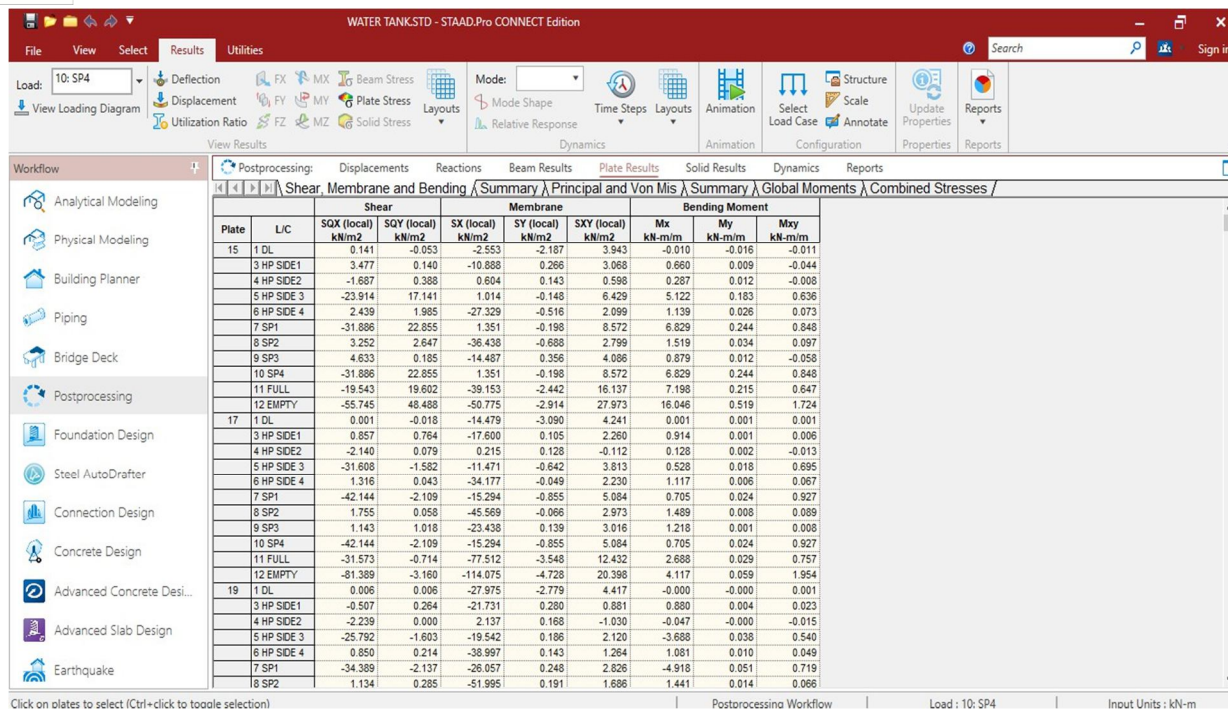 WATER TANK.STD - STAAD.Pro CONNECT Edition
File View Select Results Utilities Search Sign in
Load: 10: SP4 Deflection FX MX Beam Stress Mode: Structure
View Loading Diagram Displacement FY MY Plate Stress Layouts Mode Shape Time Steps Layouts Animation Select Load Case Scale Update Properties Reports
Utilization Ratio FZ MZ Solid Stress Relative Response Annotate
View Results Dynamics Animation Configuration Properties Reports
Workflow
Analytical Modeling
Physical Modeling
Building Planner
Piping
Bridge Deck
Postprocessing
Foundation Design
Steel AutoDrafter
Connection Design
Concrete Design
Advanced Concrete Desi...
Advanced Slab Design
Earthquake
Postprocessing: Displacements Reactions Beam Results Plate Results Solid Results Dynamics Reports
Shear, Membrane and Bending Summary Principal and Von Mis Summary Global Moments Combined Stresses
Shear Membrane Bending Moment
Plate L/C SQX (local) SQY (local) SX (local) SY (local) SXY (local) Mx My Mxy
kN/m2 kN/m2 kN/m2 kN/m2 kN/m2 kN-m/m kN-m/m kN-m/m
15 1 DL 0.141 -0.053 -2.553 -2.187 3.943 -0.010 -0.016 -0.011
3 HP SIDE1 3.477 0.140 -10.888 0.266 3.068 0.660 0.009 -0.044
4 HP SIDE2 -1.687 0.388 0.604 0.143 0.598 0.287 0.012 -0.008
5 HP SIDE 3 -23.914 17.141 1.014 -0.148 6.429 5.122 0.183 0.636
6 HP SIDE 4 2.439 1.985 -27.329 -0.516 2.099 1.139 0.026 0.073
7 SP1 -31.886 22.855 1.351 -0.198 8.572 6.829 0.244 0.848
8 SP2 3.252 2.647 -36.438 -0.688 2.799 1.519 0.034 0.097
9 SP3 4.633 0.185 -14.487 0.356 4.086 0.879 0.012 -0.058
10 SP4 -31.886 22.855 1.351 -0.198 8.572 6.829 0.244 0.848
11 FULL -19.543 19.602 -39.153 -2.442 16.137 7.198 0.215 0.647
12 EMPTY -55.745 48.488 -50.775 -2.914 27.973 16.046 0.519 1.724
17 1 DL 0.001 -0.018 -14.479 -3.090 4.241 0.001 0.001 0.001
3 HP SIDE1 0.857 0.764 -17.600 0.105 2.260 0.914 0.001 0.006
4 HP SIDE2 -2.140 0.079 0.215 0.128 -0.112 0.128 0.002 -0.013
5 HP SIDE 3 -31.608 -1.582 -11.471 -0.642 3.813 0.528 0.018 0.695
6 HP SIDE 4 1.316 0.043 -34.177 -0.049 2.230 1.117 0.006 0.067
7 SP1 -42.144 -2.109 -15.294 -0.855 5.084 0.705 0.024 0.927
8 SP2 1.755 0.058 -45.569 -0.066 2.973 1.489 0.008 0.089
9 SP3 1.143 1.018 -23.438 0.139 3.016 1.218 0.001 0.008
10 SP4 -42.144 -2.109 -15.294 -0.855 5.084 0.705 0.024 0.927
11 FULL -31.573 -0.714 -77.512 -3.548 12.432 2.688 0.029 0.757
12 EMPTY -81.389 -3.160 -114.075 -4.728 20.398 4.117 0.059 1.954
19 1 DL 0.006 0.006 -27.975 -2.779 4.417 -0.000 -0.000 0.001
3 HP SIDE1 -0.507 0.264 -21.731 0.280 0.881 0.880 0.004 0.023
4 HP SIDE2 -2.239 0.000 2.137 0.168 -1.030 -0.047 -0.000 -0.015
5 HP SIDE 3 -25.792 -1.603 -19.542 0.186 2.120 -3.688 0.038 0.540
6 HP SIDE 4 0.850 0.214 -38.997 0.143 1.264 1.081 0.010 0.049
7 SP1 -34.389 -2.137 -26.057 0.248 2.826 -4.918 0.051 0.719
8 SP2 1.134 0.285 -51.995 0.191 1.686 1.441 0.014 0.066
Click on plates to select (Ctrl+click to toggle selection) Postprocessing Workflow Load : 10: SP4 Input Units : kN-m